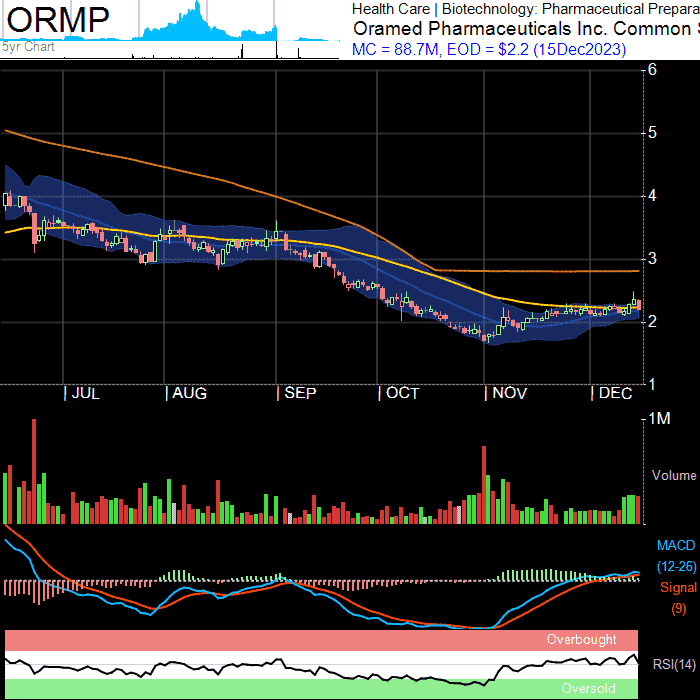 ORMP
5yr Chart
Health Care | Biotechnology: Pharmaceutical Prepara
Oramed Pharmaceuticals Inc. Common S
MC = 88.7M, EOD = $2.2 (15Dec2023)
6
5
4
3
2
1
| JUL | AUG | SEP | OCT | NOV | DEC
1M
Volume
MACD
(12-26)
Signal
(9)
Overbought
RSI(14)
Oversold